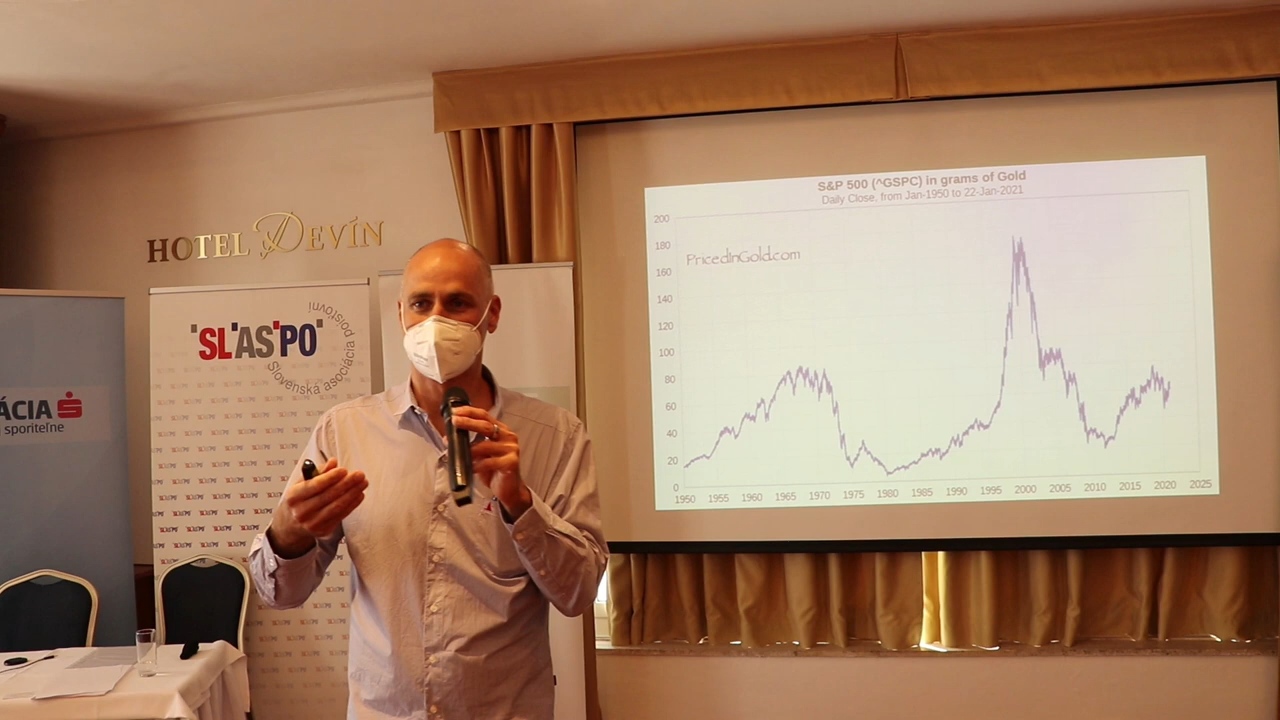 HOTEL DEVÍN
ÁCIA
sporiteľne
'SL'AS'PO'
Slovenská asociácia poisťovní
S&P 500 (^GSPC) in grams of Gold
Daily Close, from Jan-1950 to 22-Jan-2021
PricedInGold.com
200
180
160
140
120
100
80
60
40
20
0
1950 1955 1960 1965 1970 1975 1980 1985 1990 1995 2000 2005 2010 2015 2020 2025